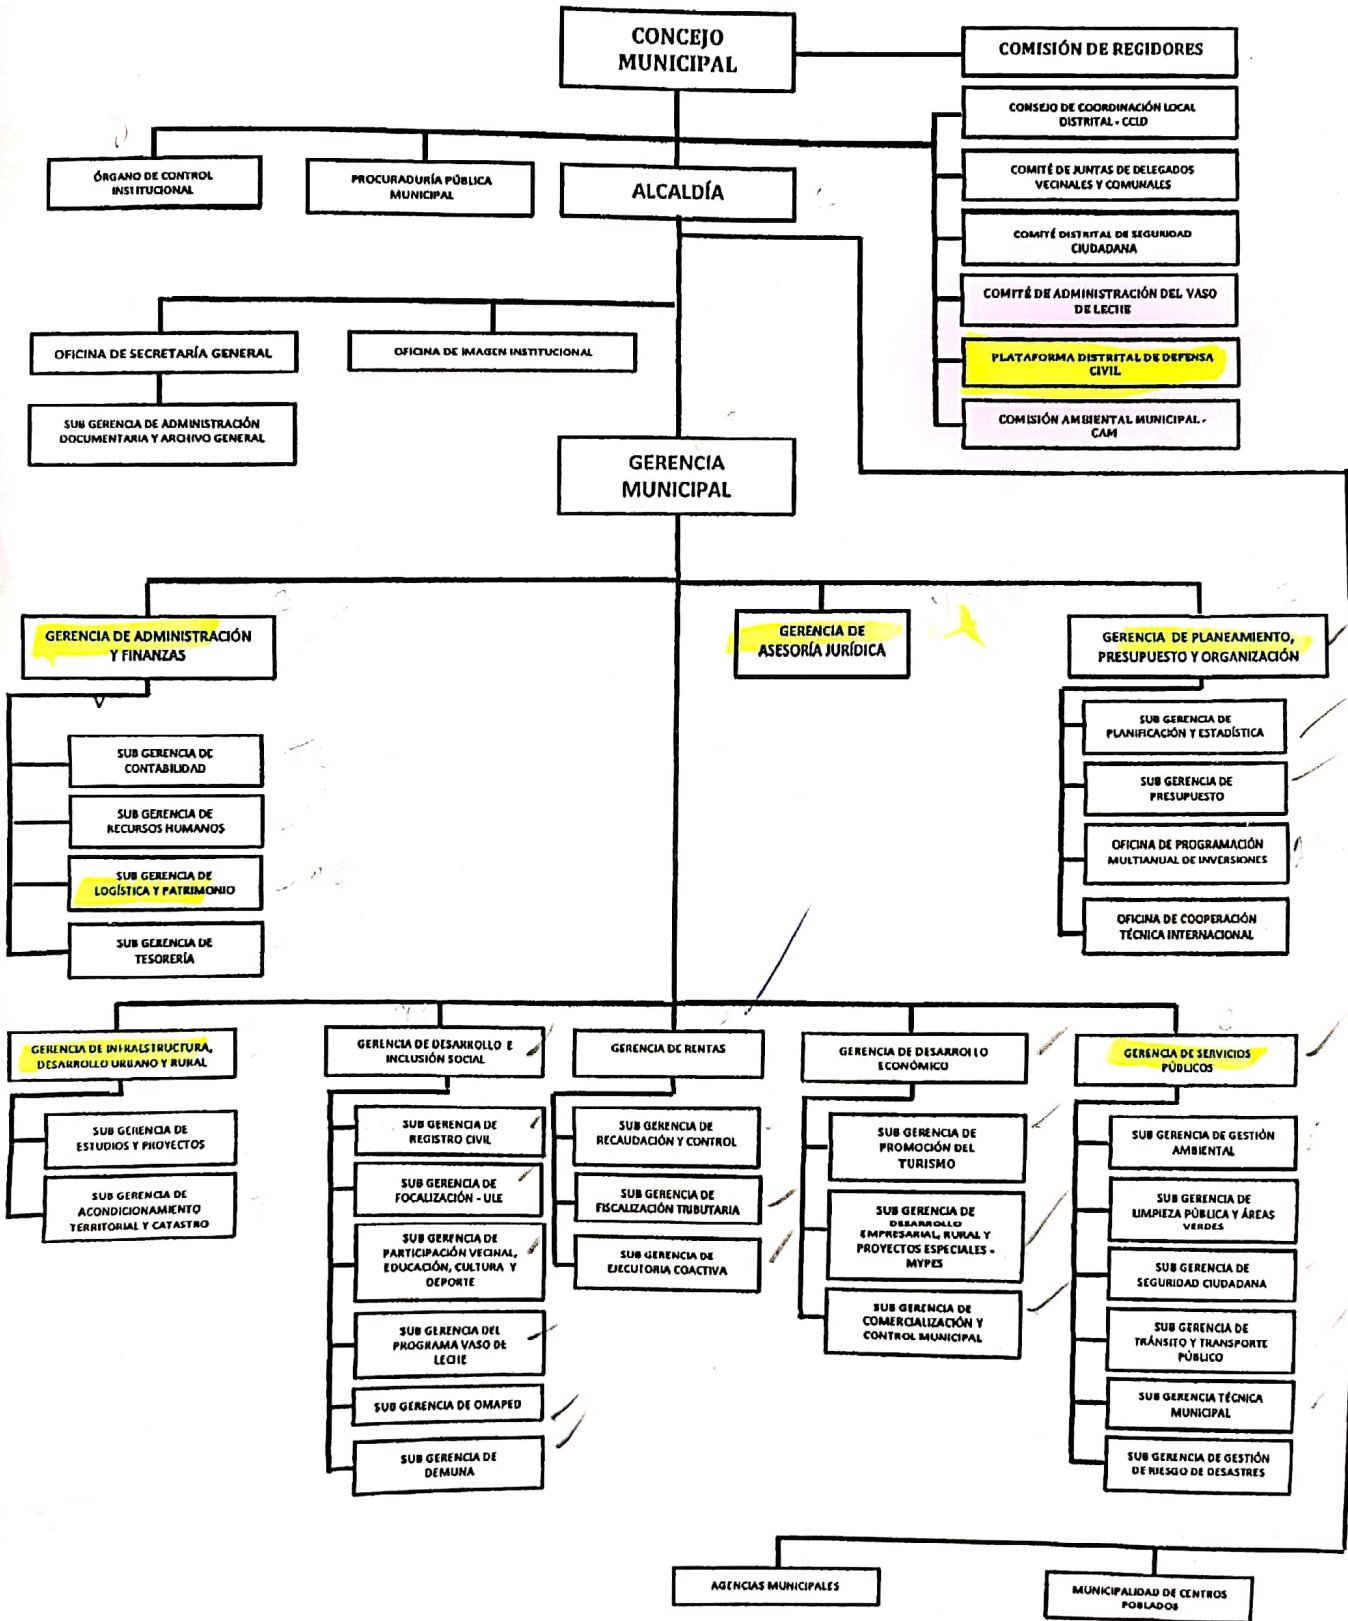 CONCEJO
MUNICIPAL
COMISIÓN DE REGIDORES
CONSEJO DE COORDINACIÓN LOCAL
DISTRITAL - CCLD
COMITÉ DE JUNTAS DE DELEGADOS
VECINALES Y COMUNALES
COMITÉ DISTRITAL DE SEGURIDAD
CIUDADANA
COMITÉ DE ADMINISTRACIÓN DEL VASO
DE LECHE
PLATAFORMA DISTRITAL DE DEFENSA
CIVIL
COMISIÓN AMBIENTAL MUNICIPAL -
CAM
ÓRGANO DE CONTROL
INSTITUCIONAL
PROCURADURÍA PÚBLICA
MUNICIPAL
ALCALDÍA
OFICINA DE SECRETARÍA GENERAL
OFICINA DE IMAGEN INSTITUCIONAL
SUB GERENCIA DE ADMINISTRACIÓN
DOCUMENTARIA Y ARCHIVO GENERAL
GERENCIA
MUNICIPAL
GERENCIA DE ADMINISTRACIÓN
Y FINANZAS
GERENCIA DE
ASESORÍA JURÍDICA
GERENCIA DE PLANEAMIENTO,
PRESUPUESTO Y ORGANIZACIÓN
SUB GERENCIA DE
CONTABILIDAD
SUB GERENCIA DE
RECURSOS HUMANOS
SUB GERENCIA DE
LOGÍSTICA Y PATRIMONIO
SUB GERENCIA DE
TESORERÍA
SUB GERENCIA DE
PLANIFICACIÓN Y ESTADÍSTICA
SUB GERENCIA DE
PRESUPUESTO
OFICINA DE PROGRAMACIÓN
MULTIANUAL DE INVERSIONES
OFICINA DE COOPERACIÓN
TÉCNICA INTERNACIONAL
GERENCIA DE INFRAESTRUCTURA,
DESARROLLO URBANO Y RURAL
SUB GERENCIA DE
ESTUDIOS Y PROYECTOS
SUB GERENCIA DE
ACONDICIONAMIENTO
TERRITORIAL Y CATASTRO
GERENCIA DE DESARROLLO E
INCLUSIÓN SOCIAL
SUB GERENCIA DE
REGISTRO CIVIL
SUB GERENCIA DE
FOCALIZACIÓN - ULE
SUB GERENCIA DE
PARTICIPACIÓN VECINAL,
EDUCACIÓN, CULTURA Y
DEPORTE
SUB GERENCIA DEL
PROGRAMA VASO DE
LECHE
SUB GERENCIA DE OMAPED
SUB GERENCIA DE
DEMUNA
GERENCIA DE RENTAS
SUB GERENCIA DE
RECAUDACIÓN Y CONTROL
SUB GERENCIA DE
FISCALIZACIÓN TRIBUTARIA
SUB GERENCIA DE
EJECUTORIA COACTIVA
GERENCIA DE DESARROLLO
ECONÓMICO
SUB GERENCIA DE
PROMOCIÓN DEL
TURISMO
SUB GERENCIA DE
DESARROLLO
EMPRESARIAL, RURAL Y
PROYECTOS ESPECIALES -
MYPES
SUB GERENCIA DE
COMERCIALIZACIÓN Y
CONTROL MUNICIPAL
GERENCIA DE SERVICIOS
PÚBLICOS
SUB GERENCIA DE GESTIÓN
AMBIENTAL
SUB GERENCIA DE
LIMPIEZA PÚBLICA Y ÁREAS
VERDES
SUB GERENCIA DE
SEGURIDAD CIUDADANA
SUB GERENCIA DE
TRÁNSITO Y TRANSPORTE
PÚBLICO
SUB GERENCIA TÉCNICA
MUNICIPAL
SUB GERENCIA DE GESTIÓN
DE RIESGO DE DESASTRES
AGENCIAS MUNICIPALES
MUNICIPALIDAD DE CENTROS
POBLADOS